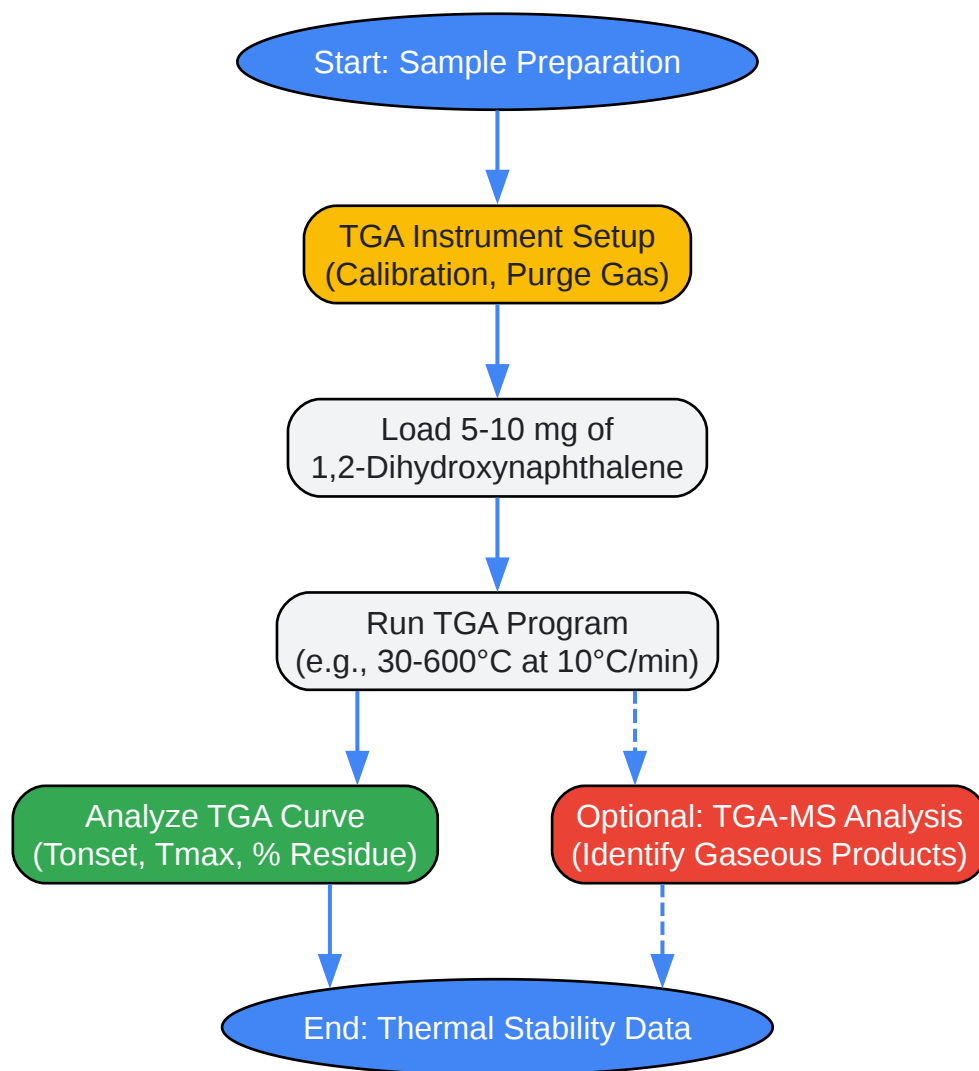 Start: Sample Preparation
TGA Instrument Setup
(Calibration, Purge Gas)
Load 5-10 mg of
1,2-Dihydroxynaphthalene
Run TGA Program
(e.g., 30-600°C at 10°C/min)
Analyze TGA Curve
(Tonset, Tmax, % Residue)
Optional: TGA-MS Analysis
(Identify Gaseous Products)
End: Thermal Stability Data